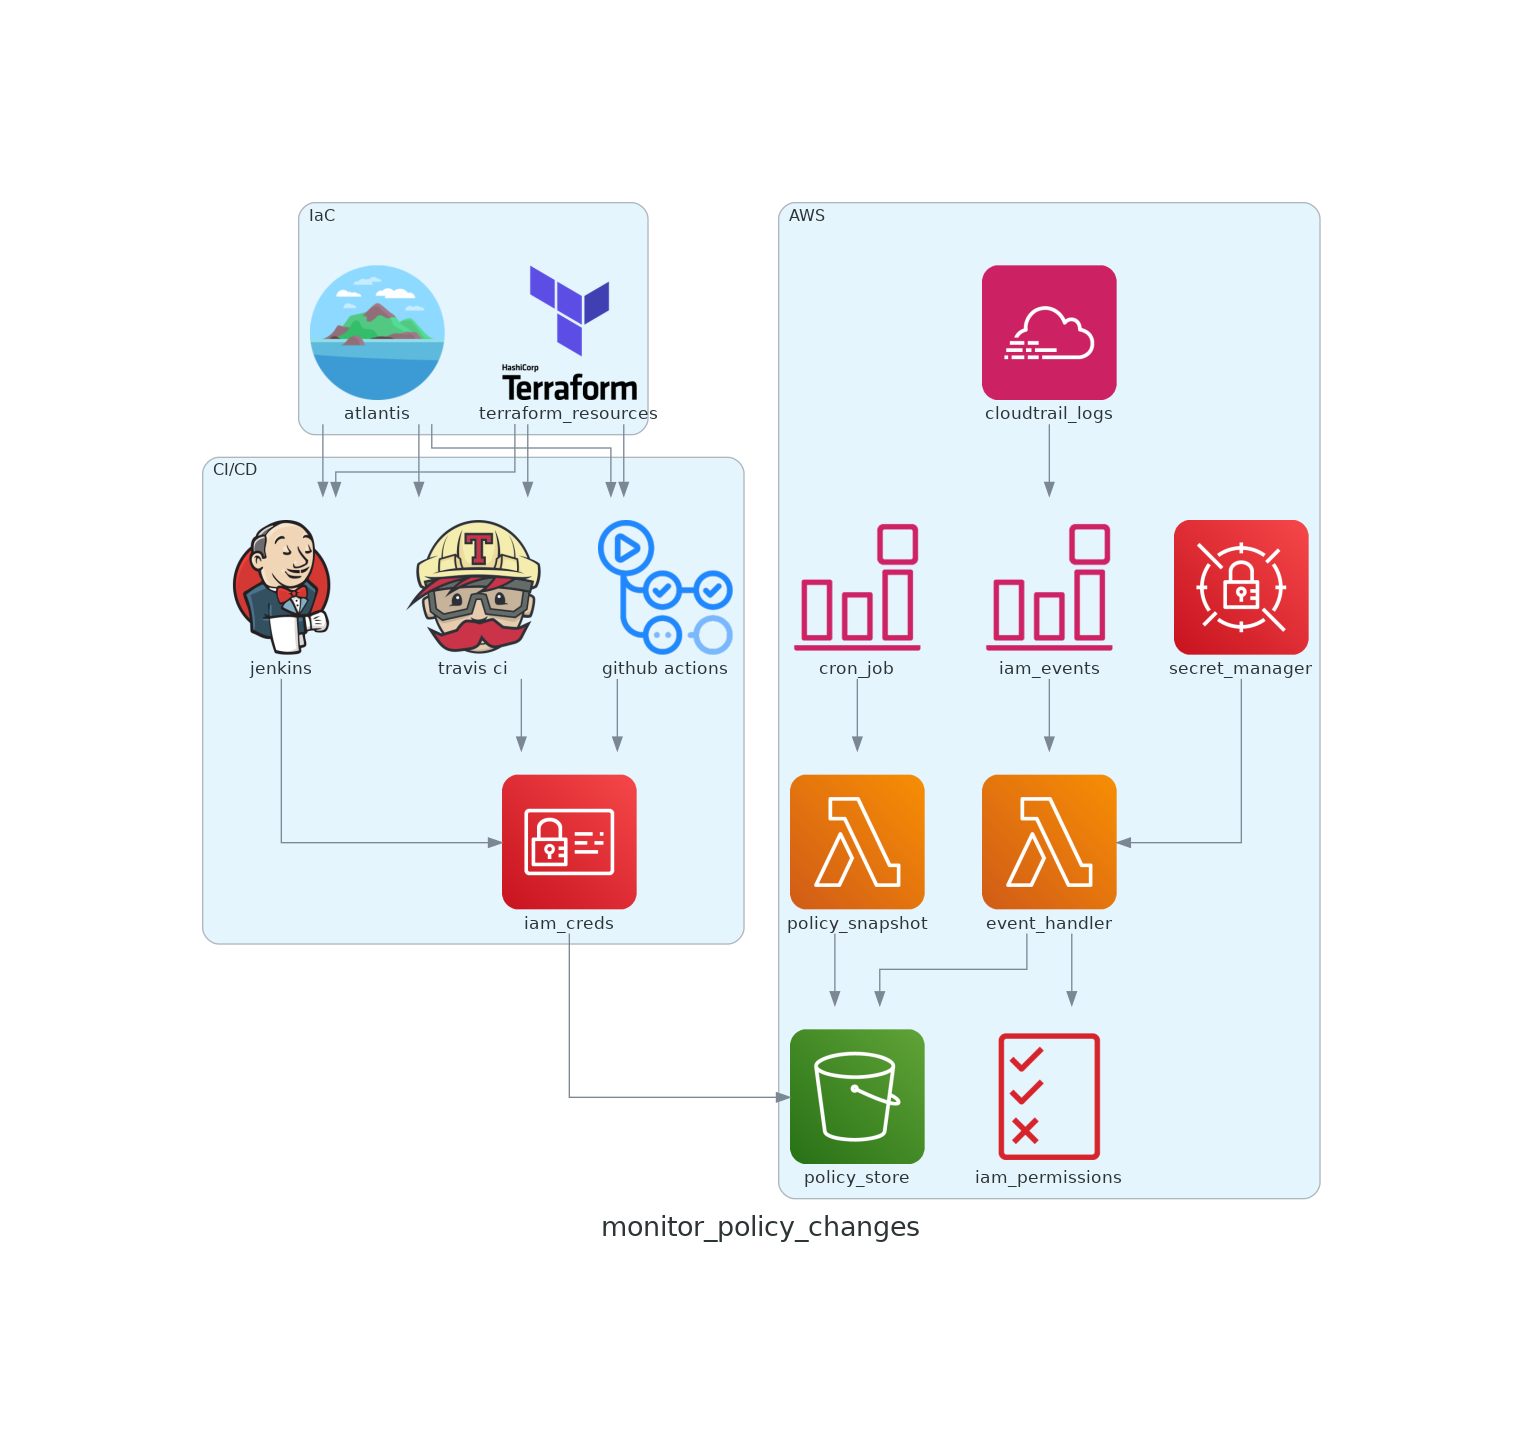 IaC
AWS
HashiCorp
Terraform
atlantis
terraform_resources
cloudtrail_logs
CI/CD
T
jenkins
travis ci
github actions
cron_job
iam_events
secret_manager
iam_creds
policy_snapshot
event_handler
policy_store
iam_permissions
monitor_policy_changes